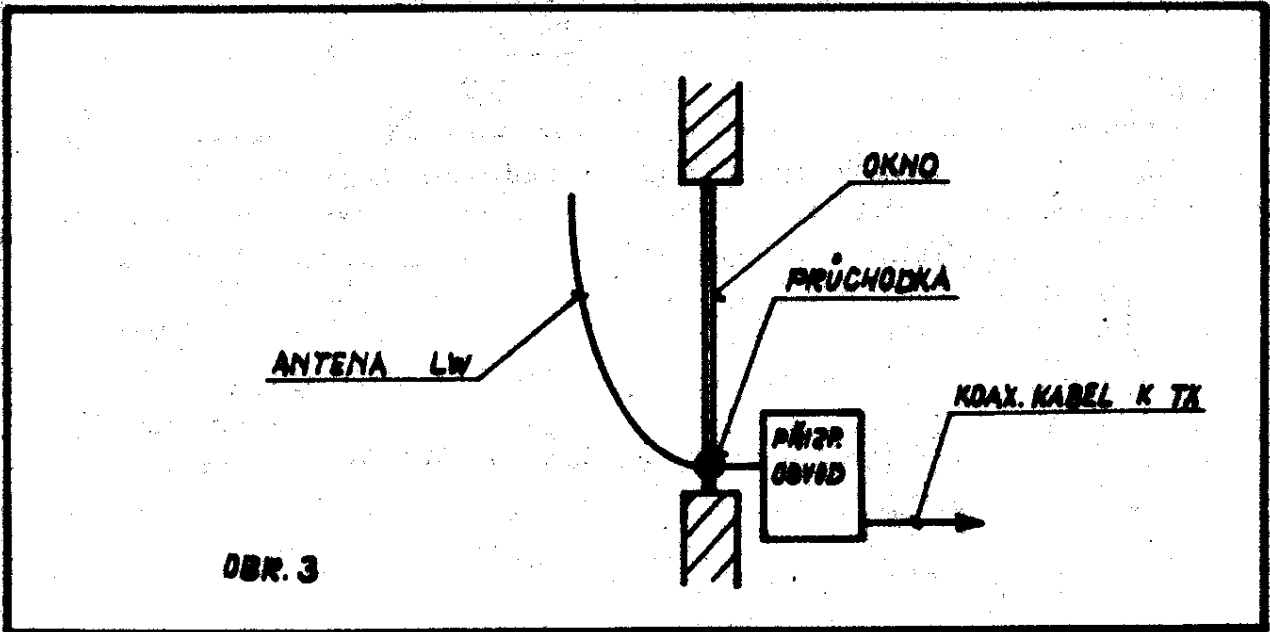 OKNO
PRŮCHODKA
ANTENA LW
KOAX. KABEL K TX
PŘIZP.
OBVOD
OBR. 3